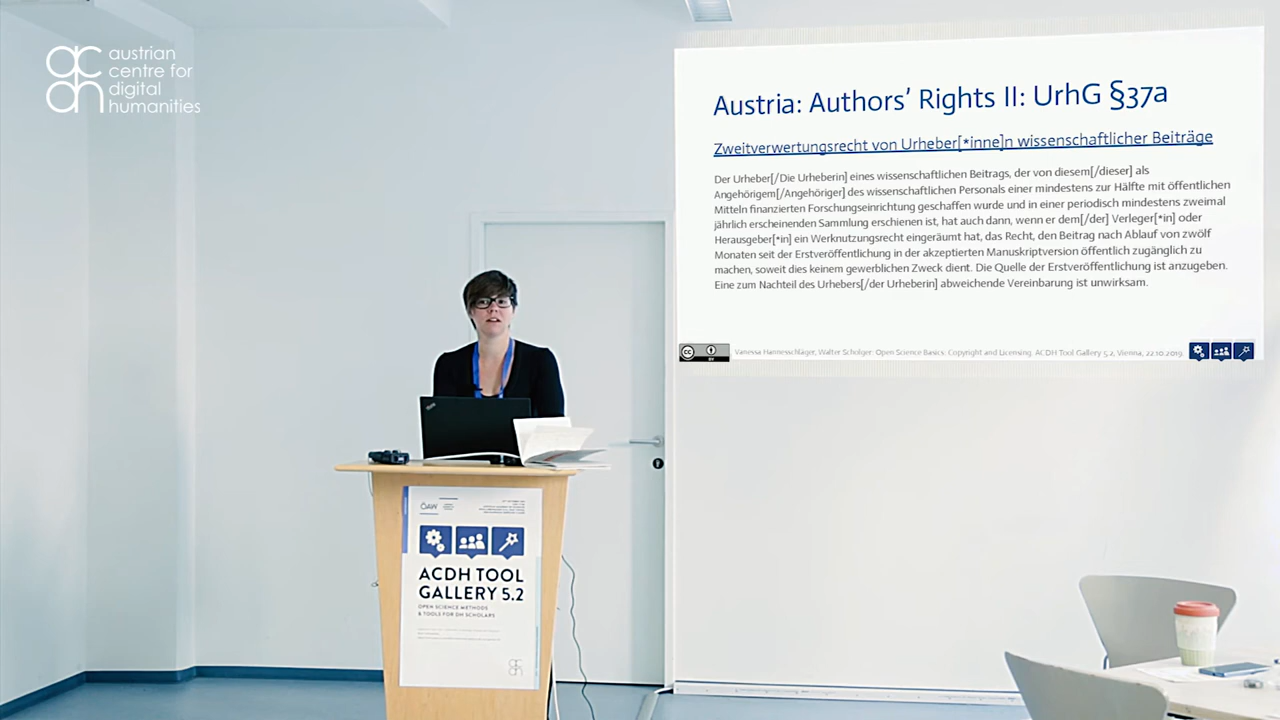 austrian
centre for
digital
humanities
Austria: Authors' Rights II: UrhG §37a
Zweitverwertungsrecht von Urheber[*inne]n wissenschaftlicher Beiträge
Der Urheber[/Die Urheberin] eines wissenschaftlichen Beitrags, der von diesem[/dieser] als
Angehörigem[/Angehöriger] des wissenschaftlichen Personals einer mindestens zur Hälfte mit öffentlichen
Mitteln finanzierten Forschungseinrichtung geschaffen wurde und in einer periodisch mindestens zweimal
jährlich erscheinenden Sammlung erschienen ist, hat auch dann, wenn er dem[/der] Verleger[*in] oder
Herausgeber[*in] ein Werknutzungsrecht eingeräumt hat, das Recht, den Beitrag nach Ablauf von zwölf
Monaten seit der Erstveröffentlichung in der akzeptierten Manuskriptversion öffentlich zugänglich zu
machen, soweit dies keinem gewerblichen Zweck dient. Die Quelle der Erstveröffentlichung ist anzugeben.
Eine zum Nachteil des Urhebers[/der Urheberin] abweichende Vereinbarung ist unwirksam.
Vanessa Hannesschläger, Walter Scholger: Open Science Basics: Copyright and Licensing. ACDH Tool Gallery 5.2, Vienna, 22.10.2019.
ÖAW
ACDH TOOL
GALLERY 5.2
OPEN SCIENCE METHODS
& TOOLS FOR DH SCHOLARS